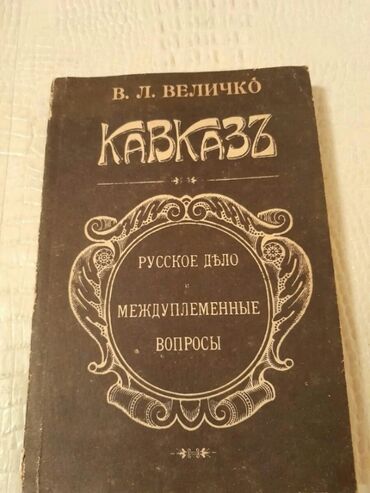 В. Л. ВЕЛИЧКО
КАВКАЗЪ
РУССКОЕ ДѢЛО
и
МЕЖДУПЛЕМЕННЫЕ
ВОПРОСЫ